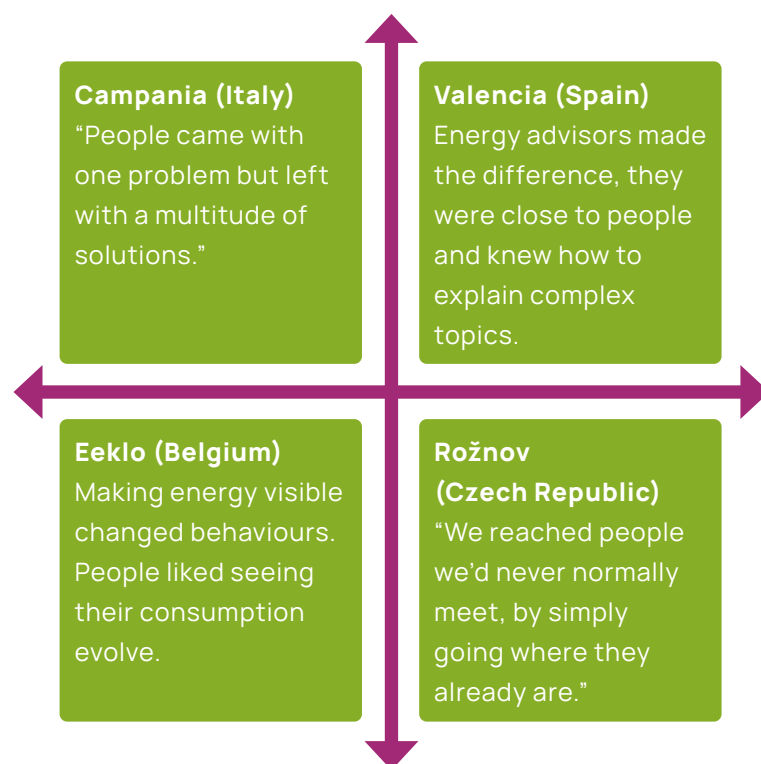 Campania (Italy)
“People came with
one problem but left
with a multitude of
solutions.”
Valencia (Spain)
Energy advisors made
the difference, they
were close to people
and knew how to
explain complex
topics.
Eeklo (Belgium)
Making energy visible
changed behaviours.
People liked seeing
their consumption
evolve.
Rožnov
(Czech Republic)
“We reached people
we’d never normally
meet, by simply
going where they
already are.”